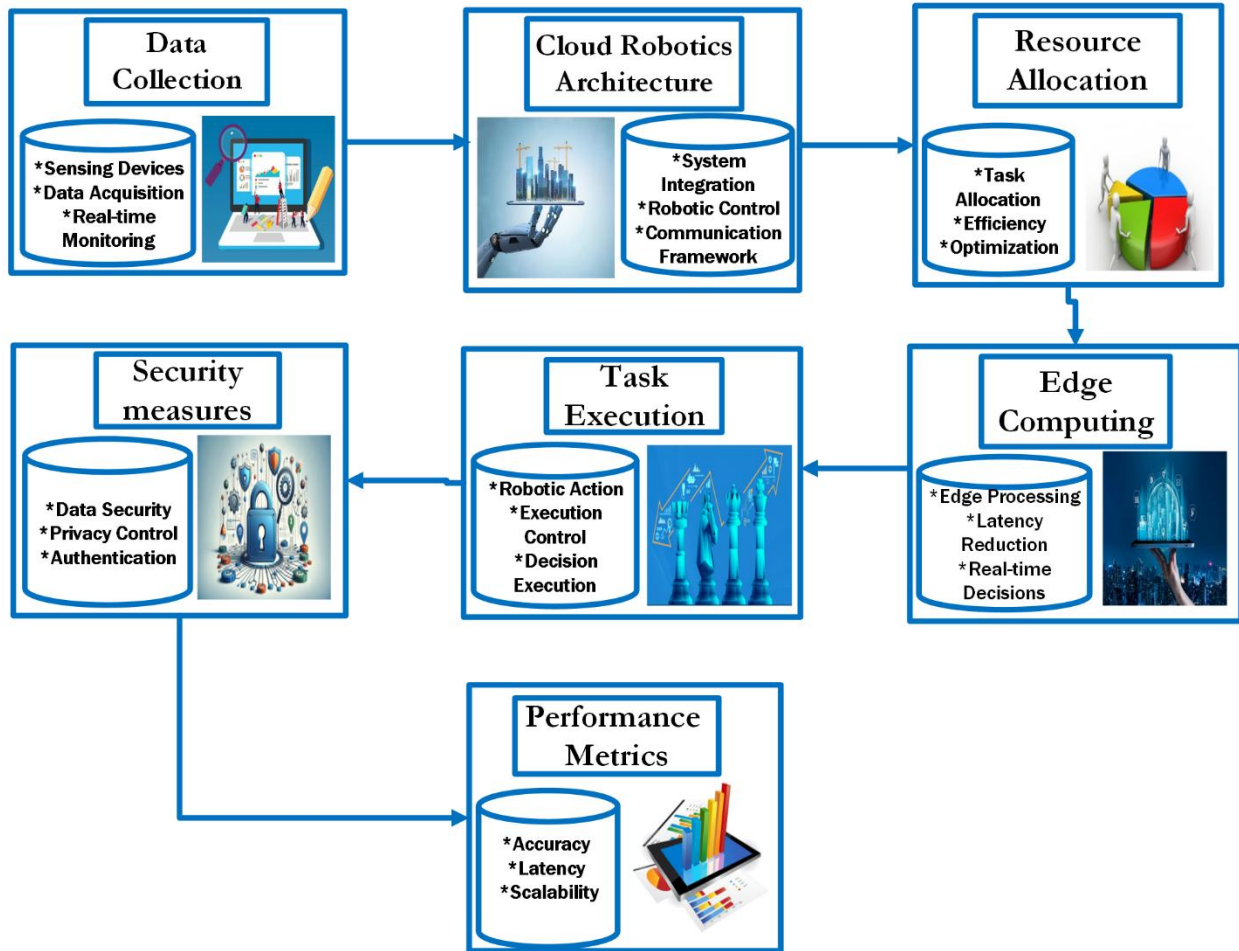 Data
Collection
*Sensing Devices
*Data Acquisition
*Real-time
Monitoring
Cloud Robotics
Architecture
*System
Integration
*Robotic Control
*Communication
Framework
Resource
Allocation
*Task
Allocation
*Efficiency
*Optimization
Edge
Computing
*Edge Processing
*Latency
Reduction
*Real-time
Decisions
Task
Execution
*Robotic Action
*Execution
Control
*Decision
Execution
Security
measures
*Data Security
*Privacy Control
*Authentication
Performance
Metrics
*Accuracy
*Latency
*Scalability